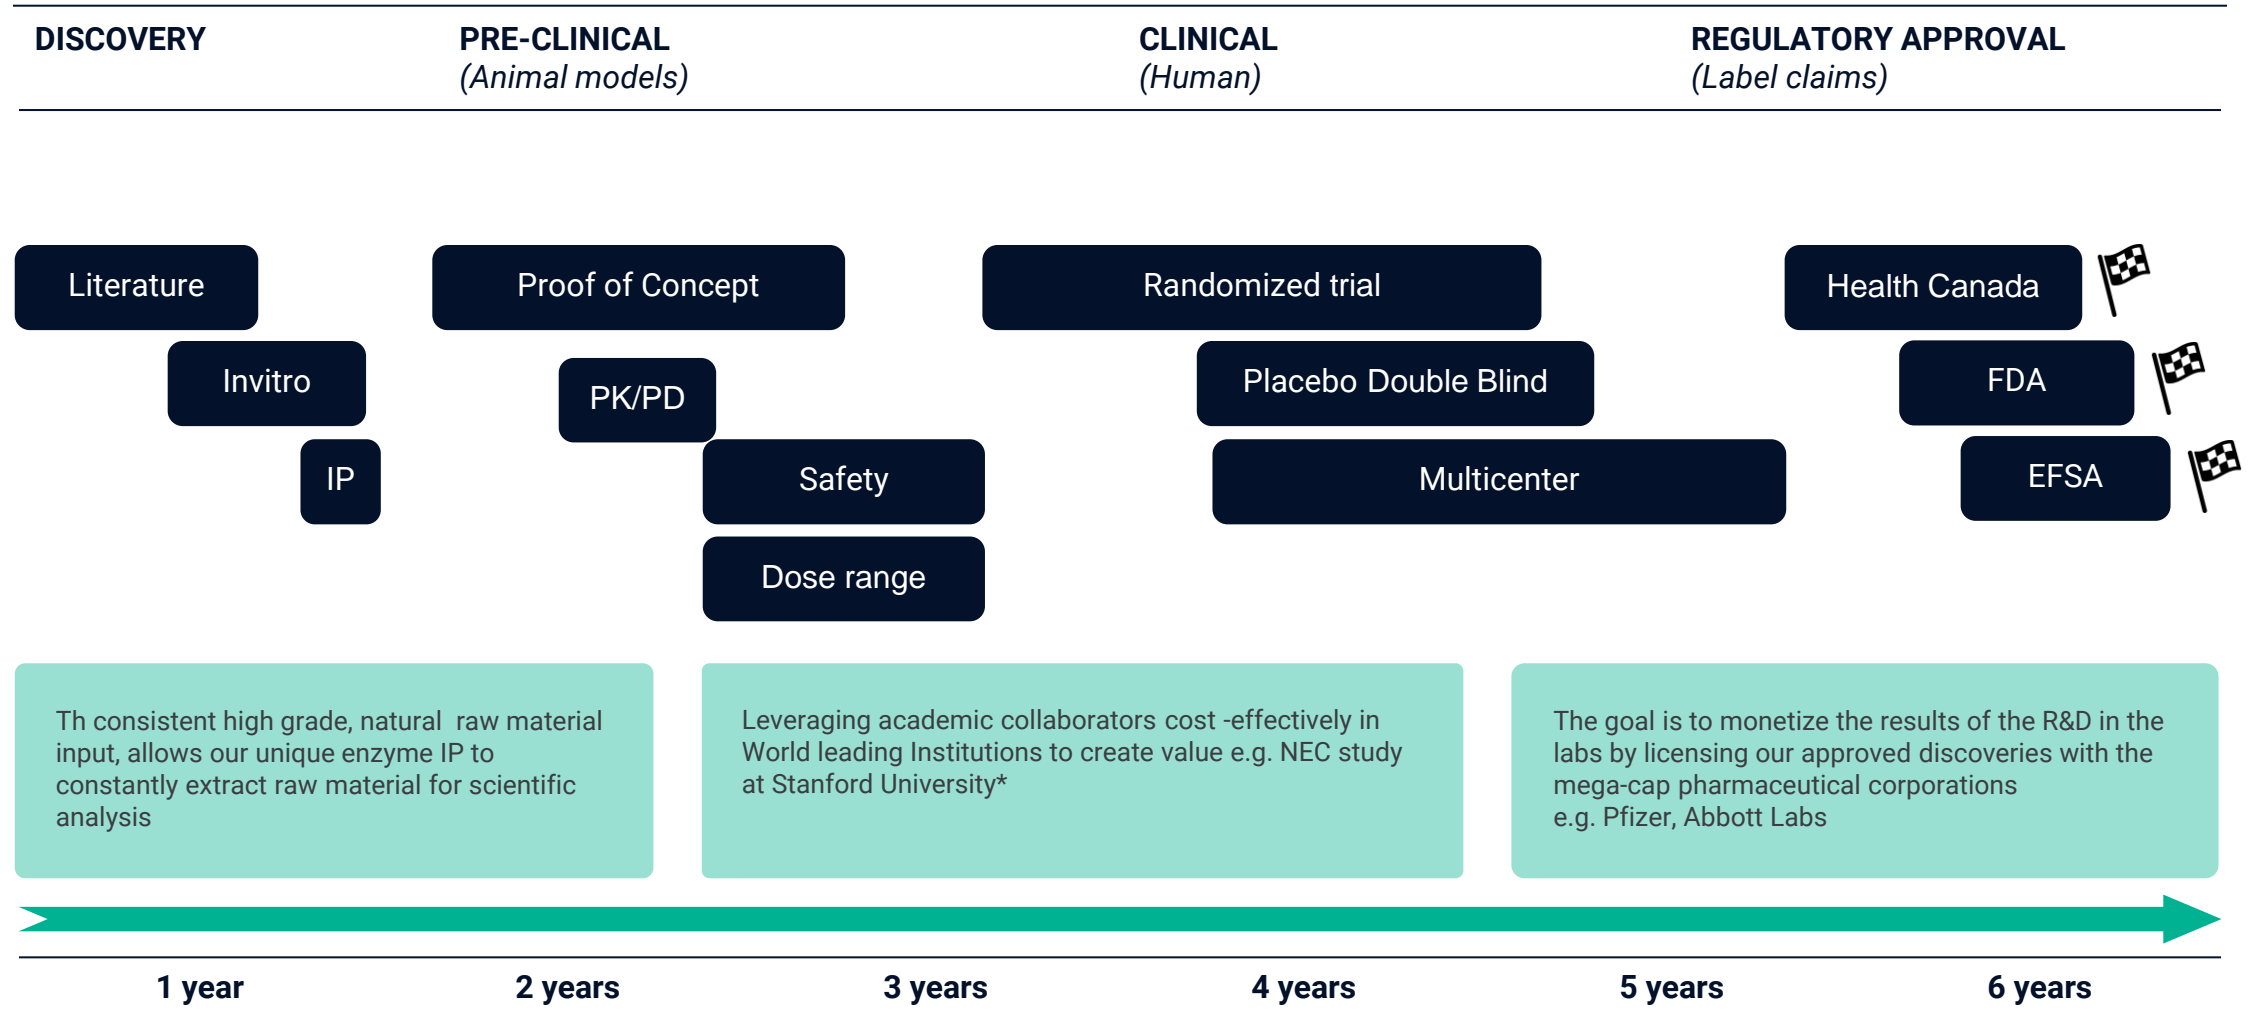 DISCOVERY
PRE-CLINICAL
(Animal models)
CLINICAL
(Human)
REGULATORY APPROVAL
(Label claims)
Literature
Invitro
IP
Proof of Concept
PK/PD
Safety
Dose range
Randomized trial
Placebo Double Blind
Multicenter
Health Canada
FDA
EFSA
Th consistent high grade, natural  raw material
input, allows our unique enzyme IP to
constantly extract raw material for scientific
analysis
Leveraging academic collaborators cost -effectively in
World leading Institutions to create value e.g. NEC study
at Stanford University*
The goal is to monetize the results of the R&D in the
labs by licensing our approved discoveries with the
mega-cap pharmaceutical corporations
e.g. Pfizer, Abbott Labs
1 year
2 years
3 years
4 years
5 years
6 years